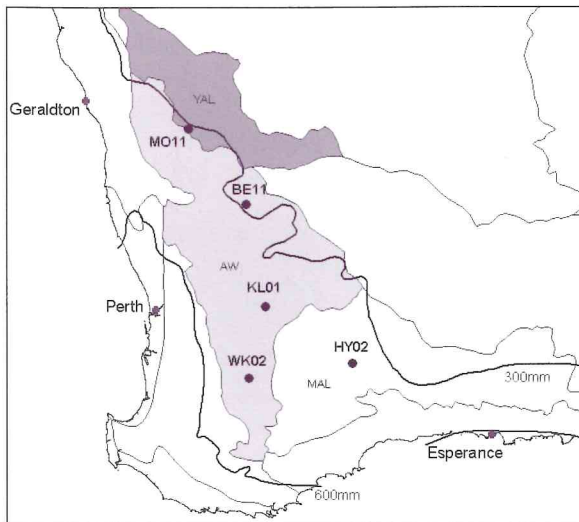 YAL
Geraldton
MO11
BE11
AW
KL01
Perth
HY02
WK02
MAL
300mm
Esperance
600mm